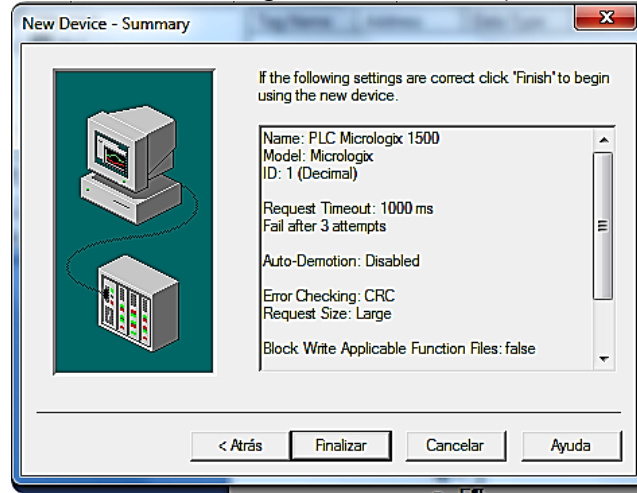 New Device - Summary
If the following settings are correct click 'Finish' to begin
using the new device.
Name: PLC Micrologix 1500
Model: Micrologix
ID: 1 (Decimal)
Request Timeout: 1000 ms
Fail after 3 attempts
Auto-Demotion: Disabled
Error Checking: CRC
Request Size: Large
Block Write Applicable Function Files: false
< Atrás
Finalizar
Cancelar
Ayuda